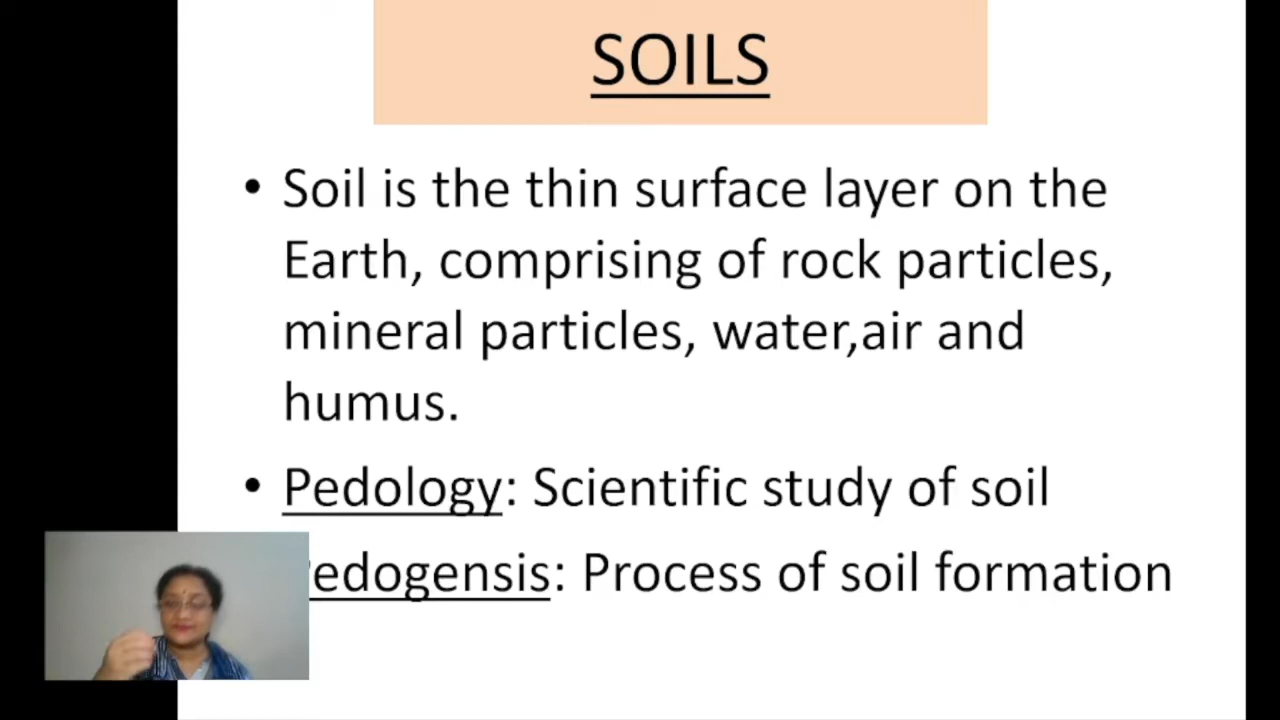 SOILS
• Soil is the thin surface layer on the
Earth, comprising of rock particles,
mineral particles, water,air and
humus.
• Pedology: Scientific study of soil
edogensis: Process of soil formation